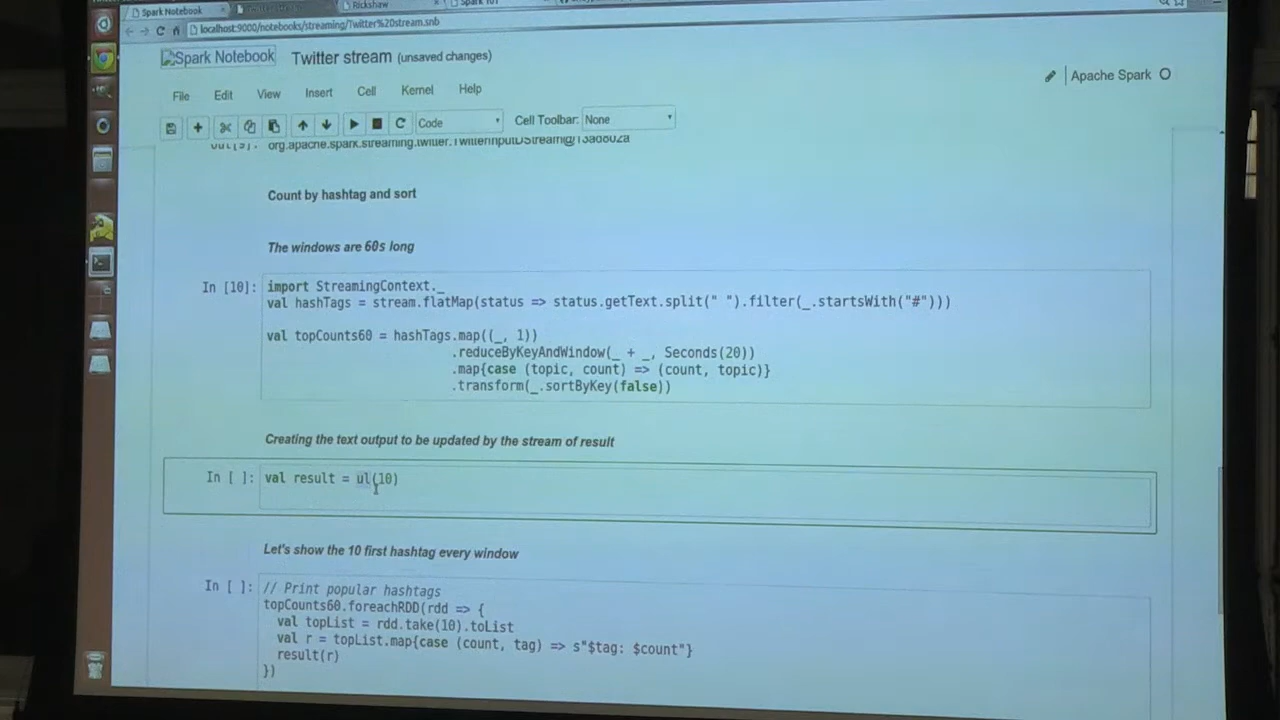 Spark Notebook
Rickshaw
Spark 101
localhost:9000/notebooks/streaming/Twitter%20stream.snb
Spark Notebook Twitter stream (unsaved changes)
Apache Spark
File Edit View Insert Cell Kernel Help
Code Cell Toolbar: None
Count by hashtag and sort
The windows are 60s long
In [10]: import StreamingContext._
val hashTags = stream.flatMap(status => status.getText.split(" ").filter(_.startsWith("#")))
val topCounts60 = hashTags.map((_, 1))
.reduceByKeyAndWindow(_ + _, Seconds(20))
.map{case (topic, count) => (count, topic)}
.transform(_.sortByKey(false))
Creating the text output to be updated by the stream of result
In [ ]: val result = ul(10)
Let's show the 10 first hashtag every window
In [ ]: // Print popular hashtags
topCounts60.foreachRDD(rdd => {
val topList = rdd.take(10).toList
val r = topList.map{case (count, tag) => s"$tag: $count"}
result(r)
})